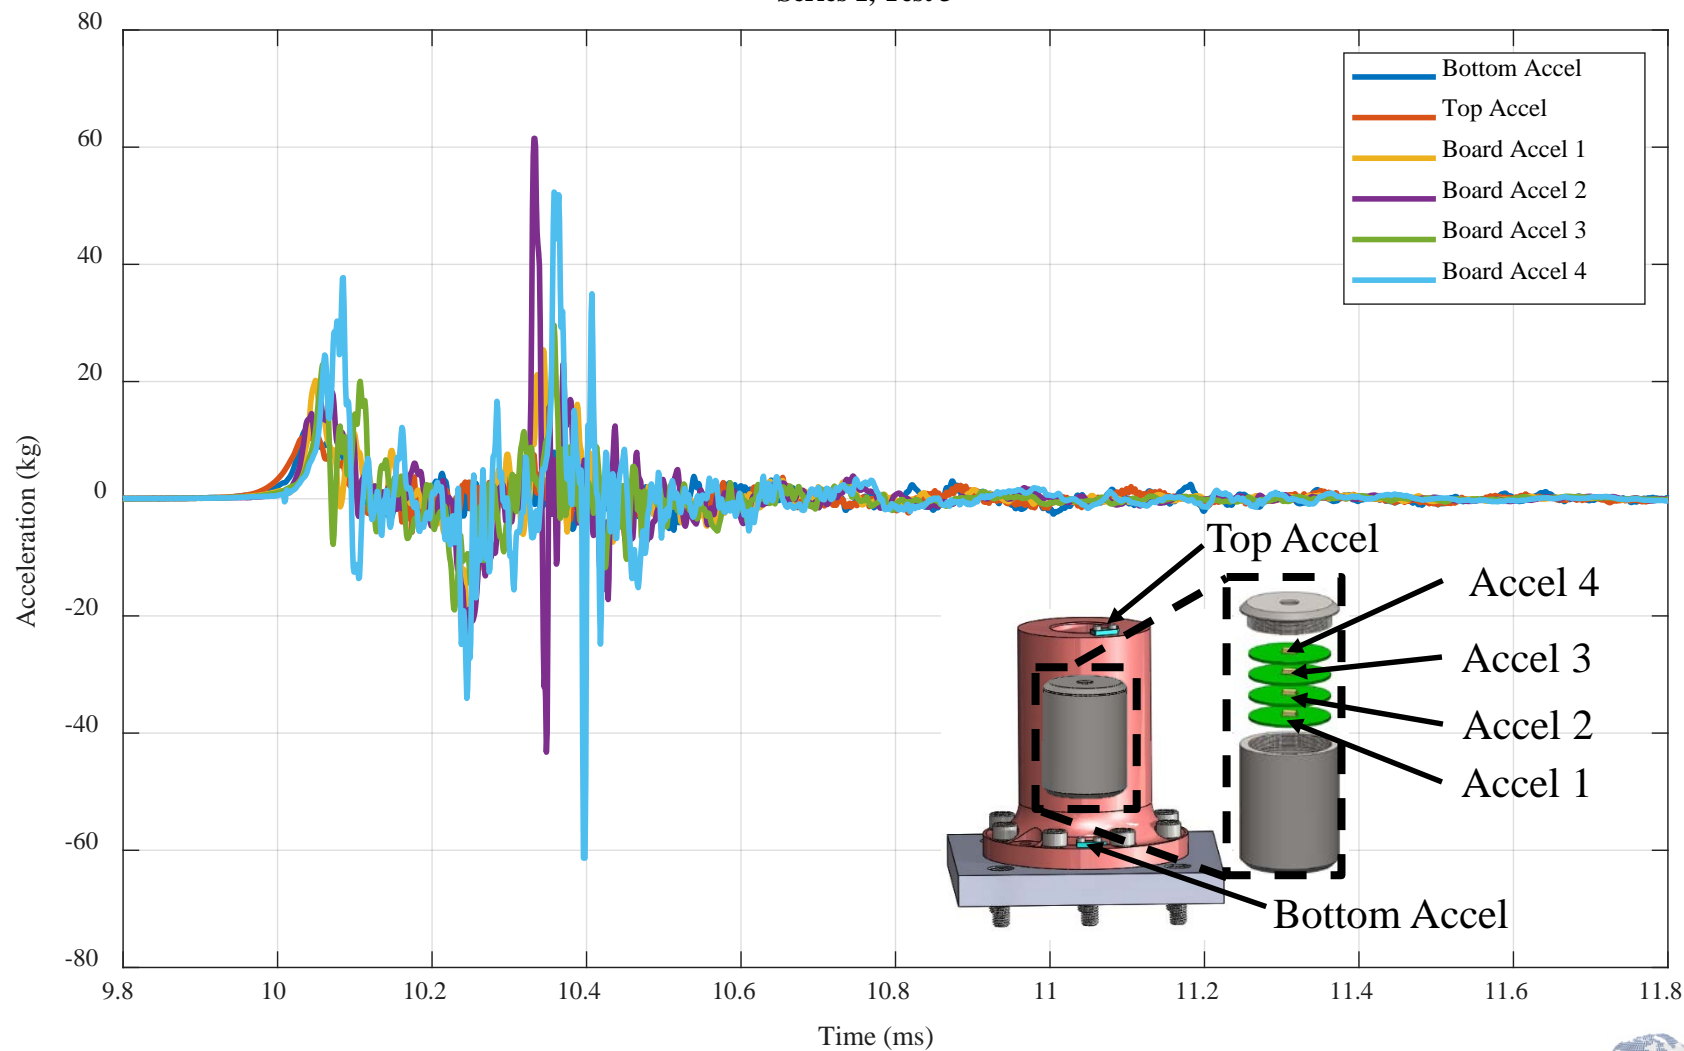 80
60
40
20
0
-20
-40
-60
-80
Acceleration (kg)
9.8
10
10.2
10.4
10.6
10.8
11
11.2
11.4
11.6
11.8
Time (ms)
Bottom Accel
Top Accel
Board Accel 1
Board Accel 2
Board Accel 3
Board Accel 4
Top Accel
Accel 4
Accel 3
Accel 2
Accel 1
Bottom Accel